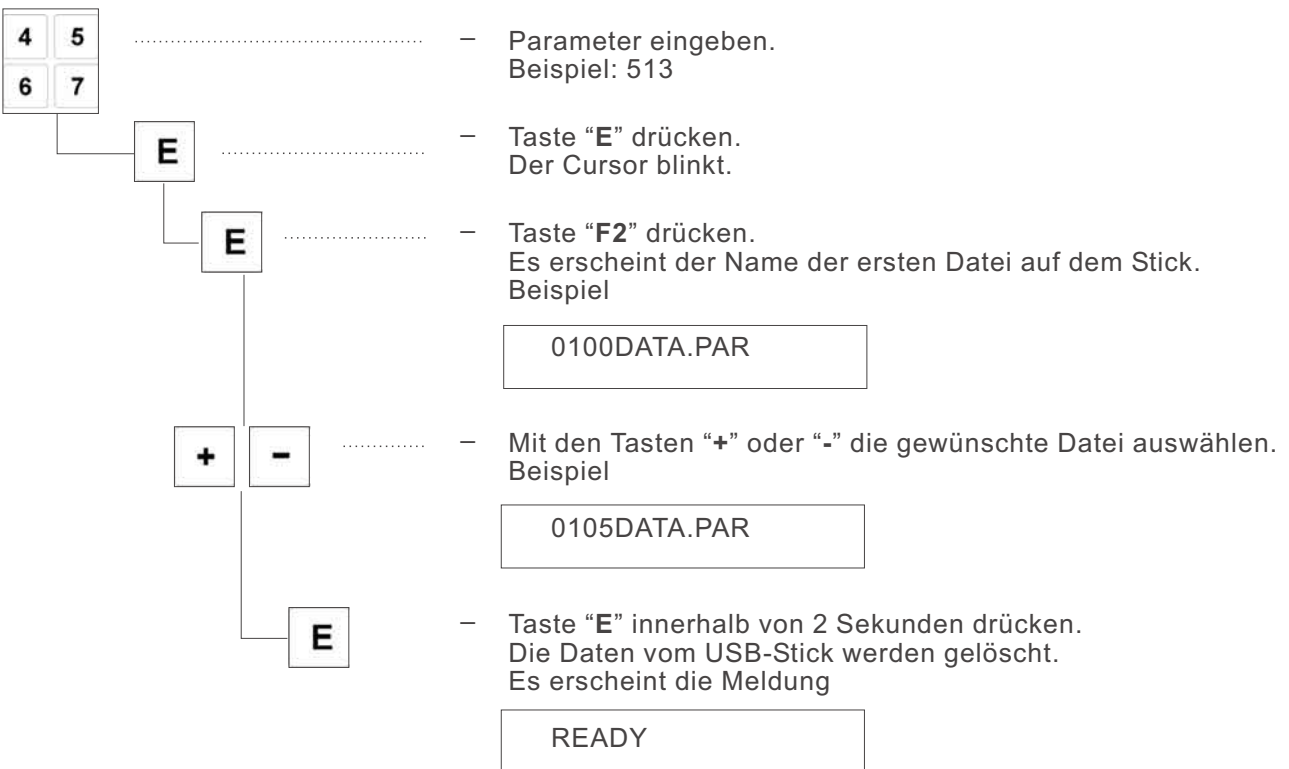 4 5
6 7
– Parameter eingeben.
Beispiel: 513
E
– Taste “E” drücken.
Der Cursor blinkt.
E
– Taste “F2” drücken.
Es erscheint der Name der ersten Datei auf dem Stick.
Beispiel
0100DATA.PAR
+ -
– Mit den Tasten “+” oder “-” die gewünschte Datei auswählen.
Beispiel
0105DATA.PAR
E
– Taste “E” innerhalb von 2 Sekunden drücken.
Die Daten vom USB-Stick werden gelöscht.
Es erscheint die Meldung
READY